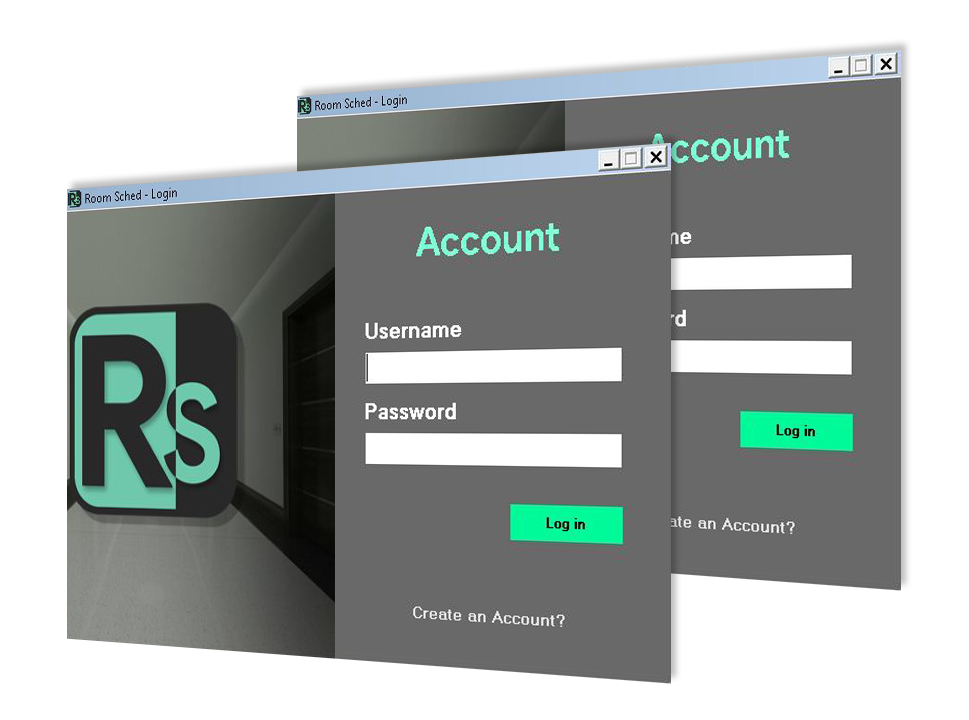 Room Sched - Login
Account
me
rd
Log in
ate an Account?
Room Sched - Login
Rs
Account
Username
Password
Log in
Create an Account?